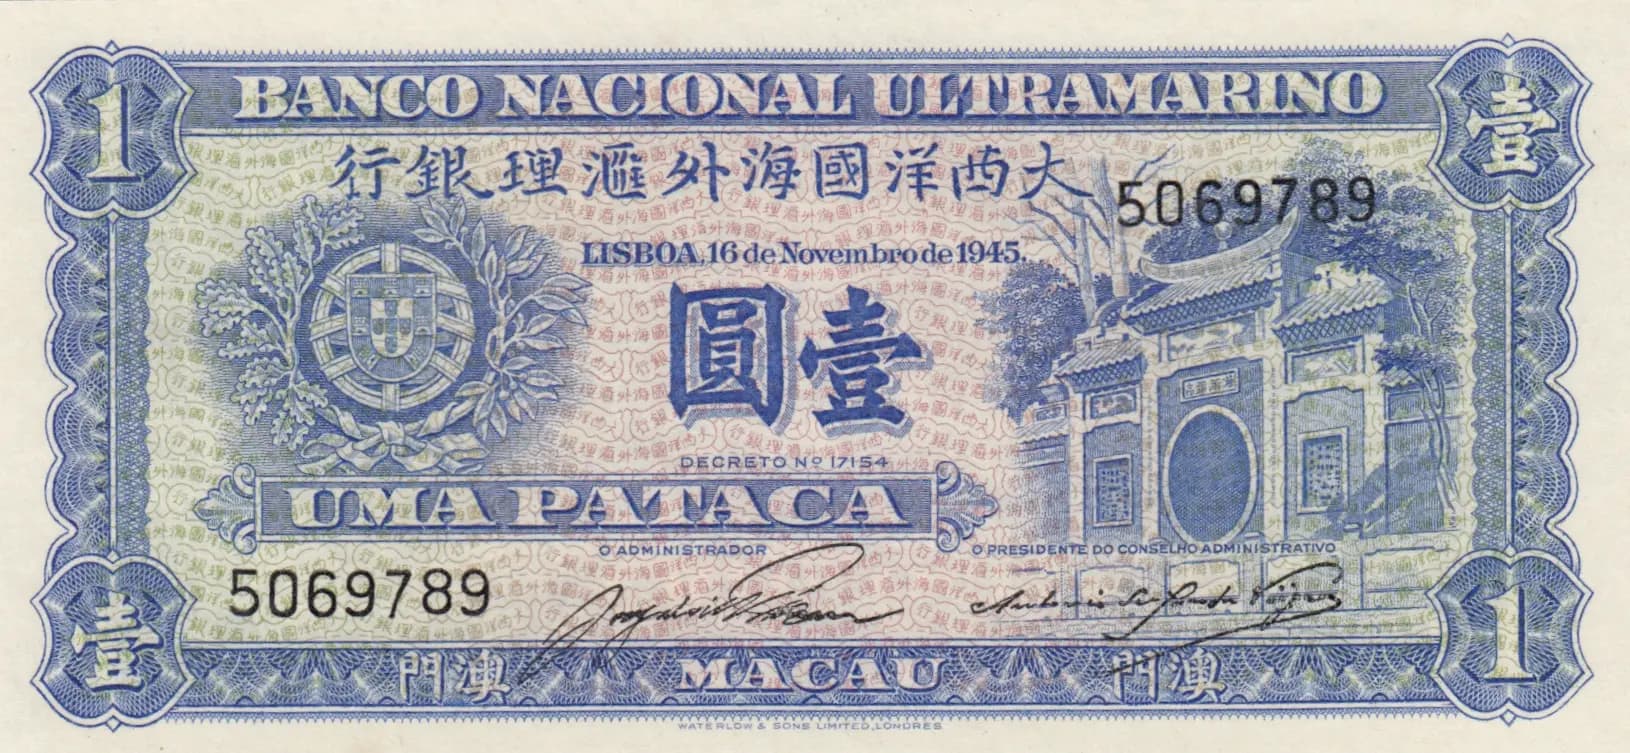 1
BANCO NACIONAL ULTRAMARINO
壹
大西洋國海外滙理銀行
5069789
LISBOA, 16 de Novembro de 1945.
壹圓
DECRETO Nº 17154
UMA PATACA
O ADMINISTRADOR
O PRESIDENTE DO CONSELHO ADMINISTRATIVO
5069789
壹
澳門
MACAU
澳門
1
WATERLOW & SONS LIMITED, LONDRES